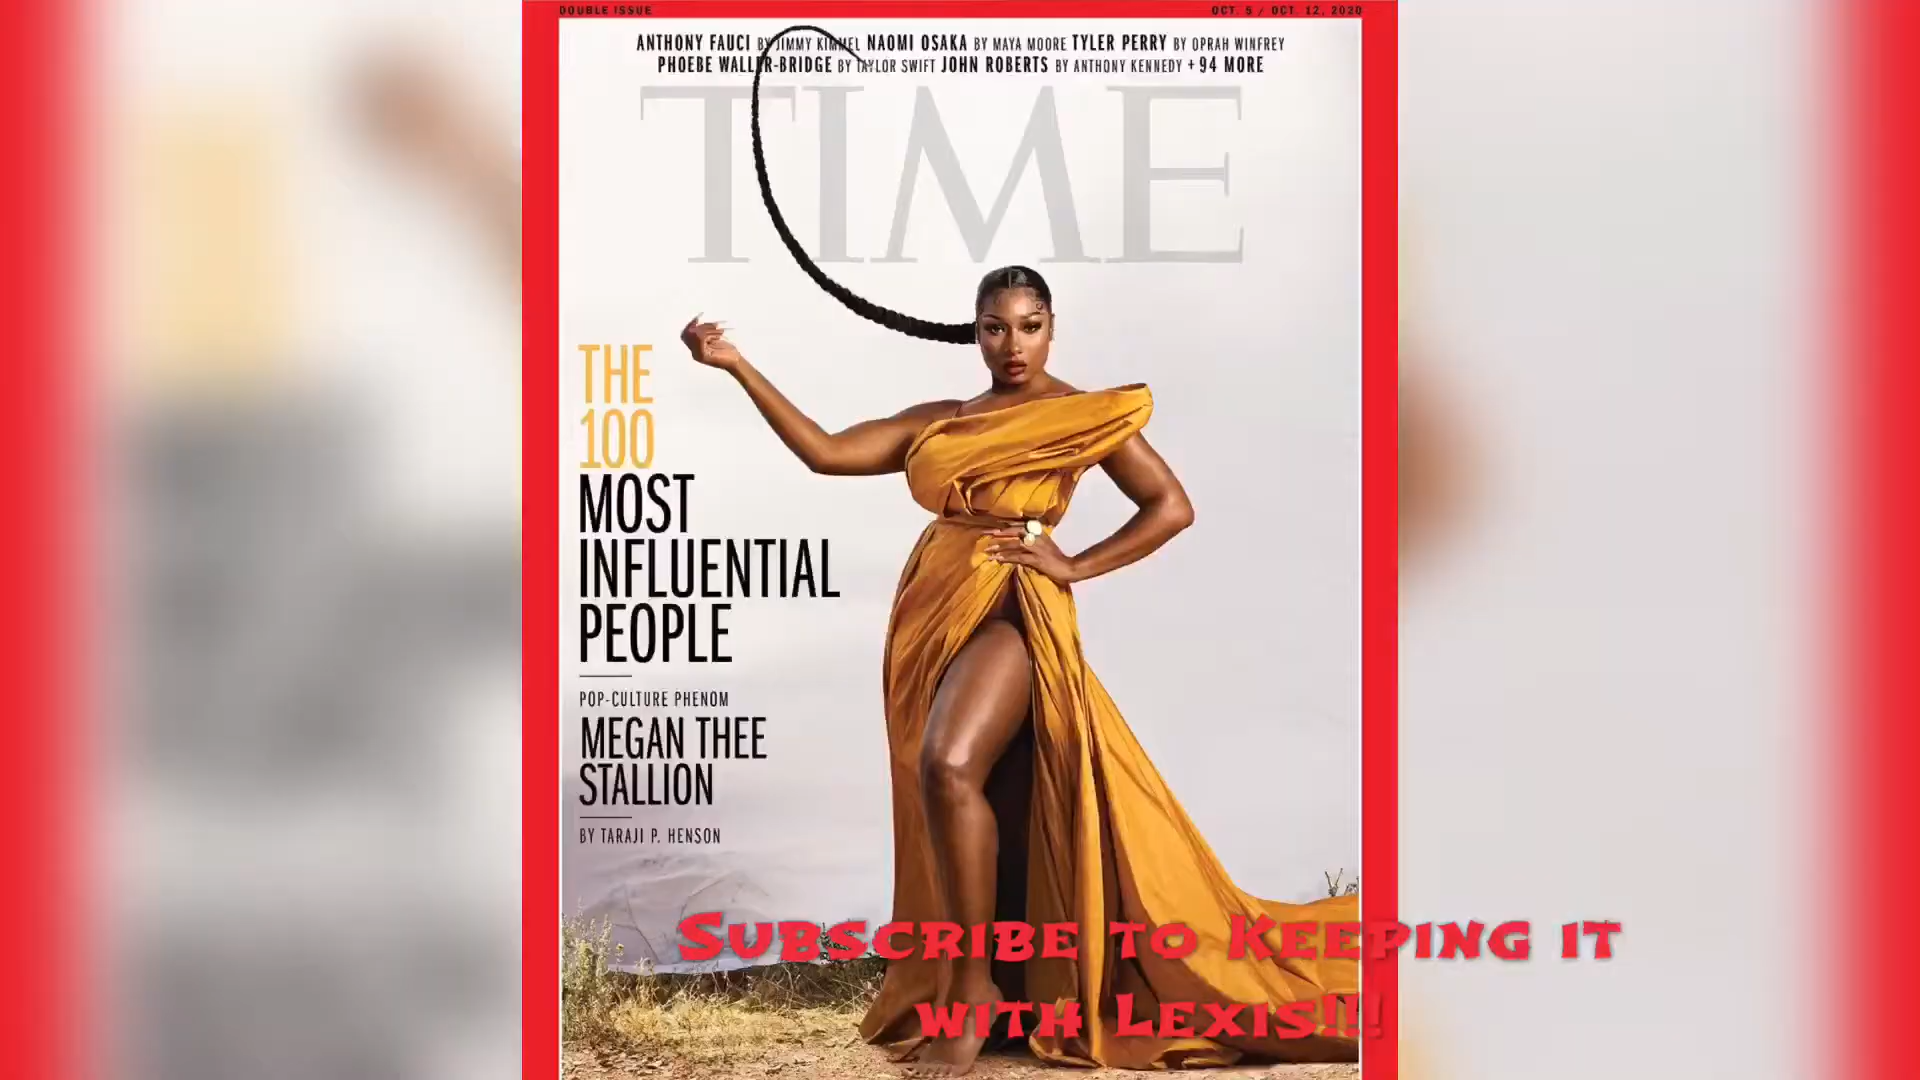 DOUBLE ISSUE
OCT. 5 / OCT. 12, 2020
ANTHONY FAUCI BY JIMMY KIMMEL NAOMI OSAKA BY MAYA MOORE TYLER PERRY BY OPRAH WINFREY
PHOEBE WALLER-BRIDGE BY TAYLOR SWIFT JOHN ROBERTS BY ANTHONY KENNEDY + 94 MORE
TIME
THE
100
MOST
INFLUENTIAL
PEOPLE
POP-CULTURE PHENOM
MEGAN THEE
STALLION
BY TARAJI P. HENSON
SUBSCRIBE TO KEEPING IT
WITH LEXIS!!!